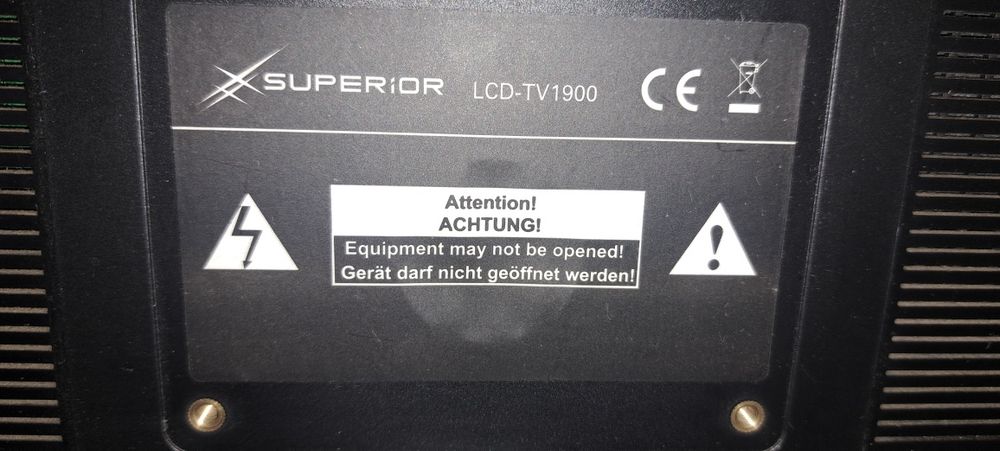 SUPERiOR LCD-TV1900 CE
Attention!
ACHTUNG!
Equipment may not be opened!
Gerät darf nicht geöffnet werden!